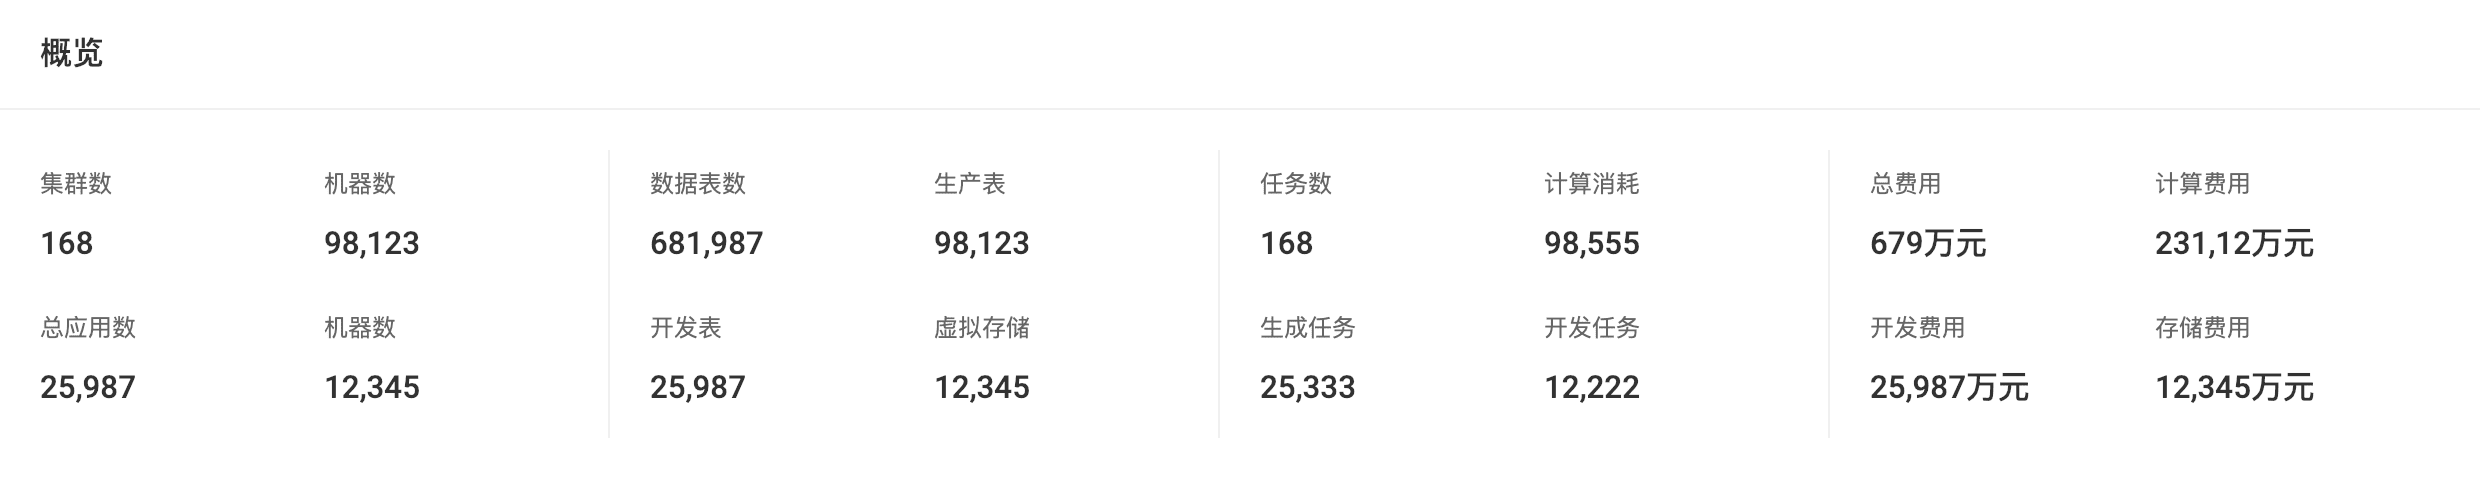 概览
集群数 机器数 数据表数 生产表 任务数 计算消耗 总费用 计算费用
168 98,123 681,987 98,123 168 98,555 679万元 231,12万元
总应用数 机器数 开发表 虚拟存储 生成任务 开发任务 开发费用 存储费用
25,987 12,345 25,987 12,345 25,333 12,222 25,987万元 12,345万元